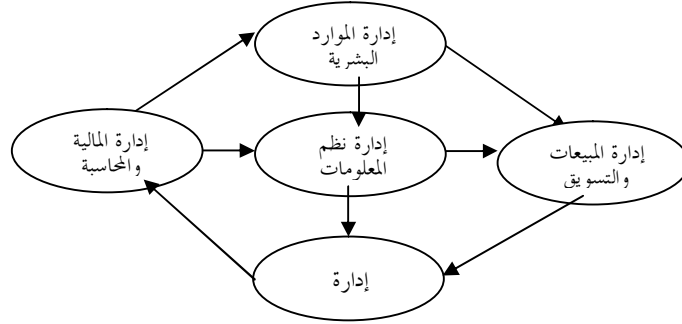 إدارة الموارد
البشرية
إدارة المبيعات
والتسويق
إدارة نظم
المعلومات
إدارة المالية
والمحاسبة
إدارة